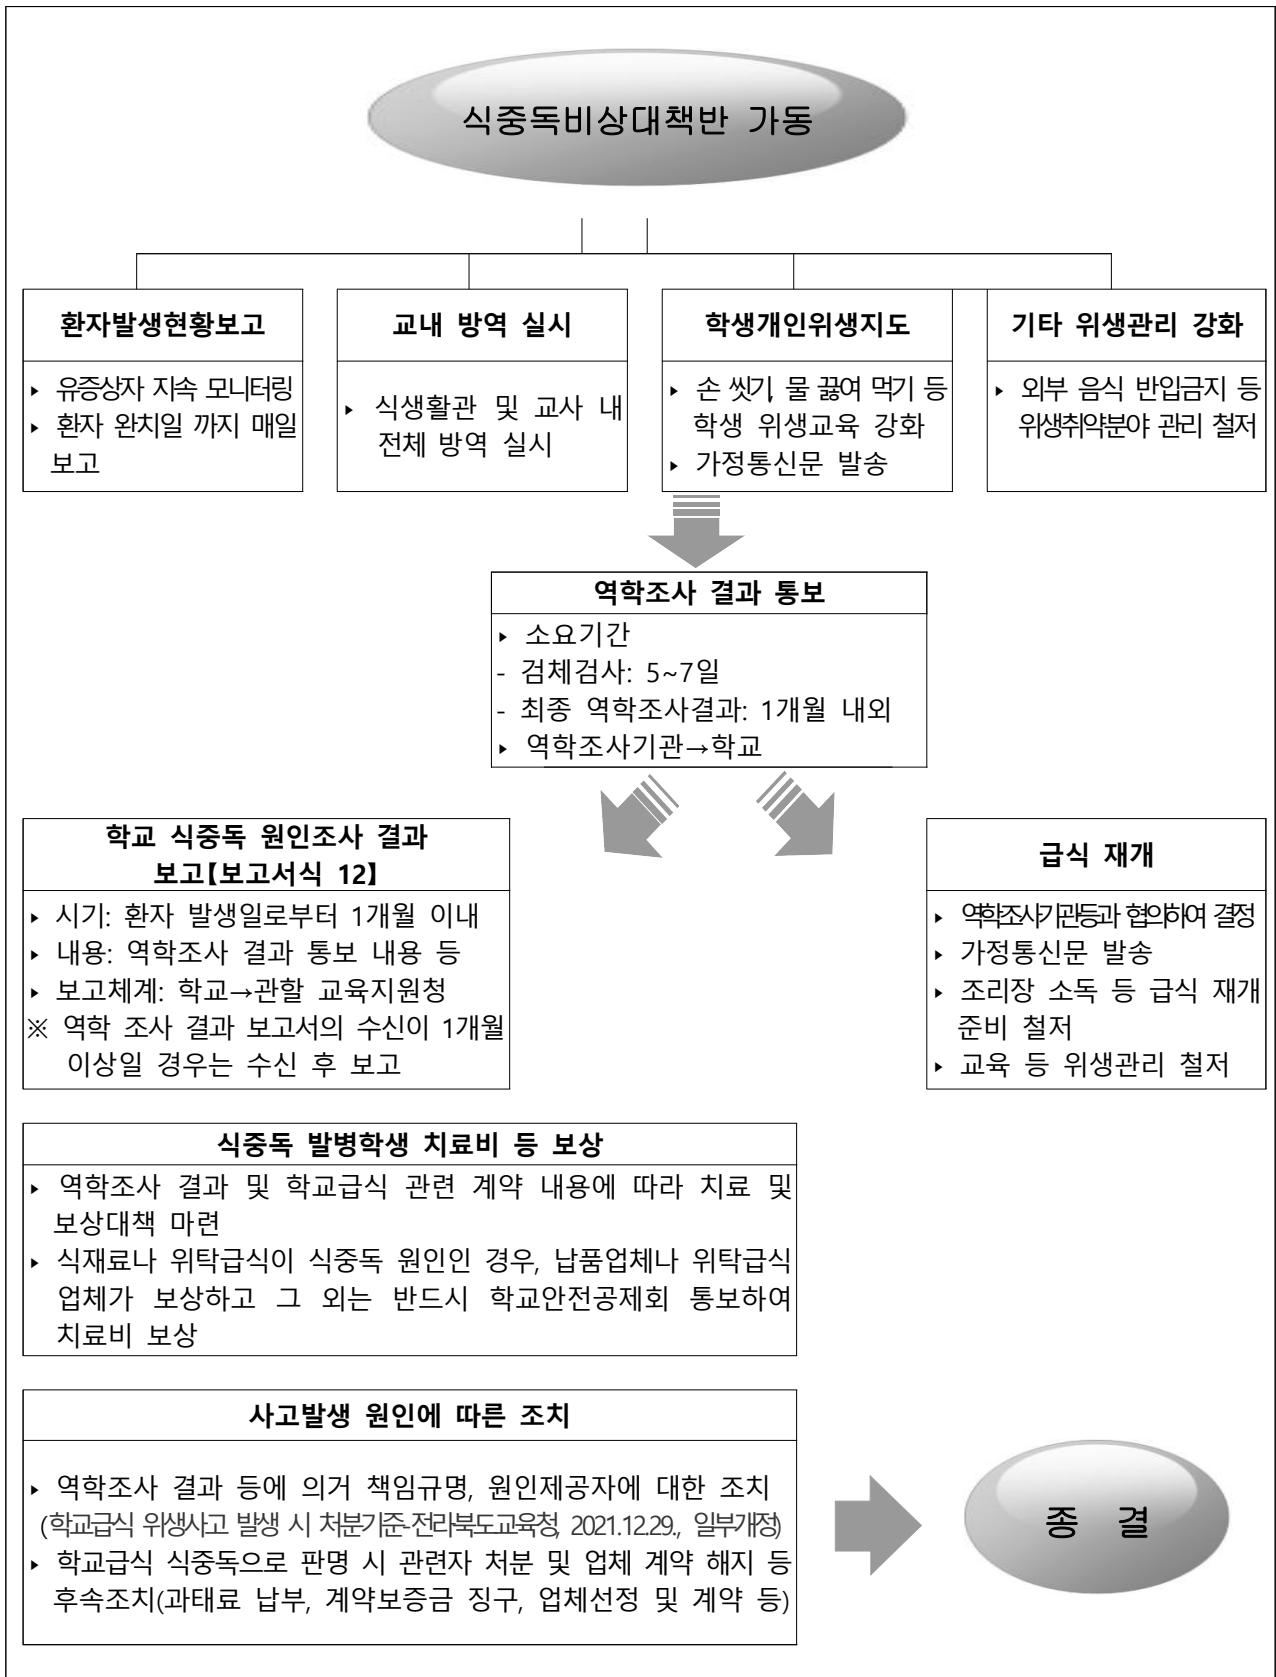 식중독비상대책반 가동
환자발생현황보고
▸ 유증상자 지속 모니터링
▸ 환자 완치일 까지 매일
보고
교내 방역 실시
▸ 식생활관 및 교사 내
전체 방역 실시
학생개인위생지도
▸ 손 씻기, 물 끓여 먹기 등
학생 위생교육 강화
▸ 가정통신문 발송
기타 위생관리 강화
▸ 외부 음식 반입금지 등
위생취약분야 관리 철저
역학조사 결과 통보
▸ 소요기간
- 검체검사: 5~7일
- 최종 역학조사결과: 1개월 내외
▸ 역학조사기관→학교
학교 식중독 원인조사 결과
보고【보고서식 12】
▸ 시기: 환자 발생일로부터 1개월 이내
▸ 내용: 역학조사 결과 통보 내용 등
▸ 보고체계: 학교→관할 교육지원청
※ 역학 조사 결과 보고서의 수신이 1개월
이상일 경우는 수신 후 보고
급식 재개
▸ 역학조사기관등과 협의하여 결정
▸ 가정통신문 발송
▸ 조리장 소독 등 급식 재개
준비 철저
▸ 교육 등 위생관리 철저
식중독 발병학생 치료비 등 보상
▸ 역학조사 결과 및 학교급식 관련 계약 내용에 따라 치료 및
보상대책 마련
▸ 식재료나 위탁급식이 식중독 원인인 경우, 납품업체나 위탁급식
업체가 보상하고 그 외는 반드시 학교안전공제회 통보하여
치료비 보상
사고발생 원인에 따른 조치
▸ 역학조사 결과 등에 의거 책임규명, 원인제공자에 대한 조치
(학교급식 위생사고 발생 시 처분기준-전라북도교육청, 2021.12.29., 일부개정)
▸ 학교급식 식중독으로 판명 시 관련자 처분 및 업체 계약 해지 등
후속조치(과태료 납부, 계약보증금 징구, 업체선정 및 계약 등)
종 결